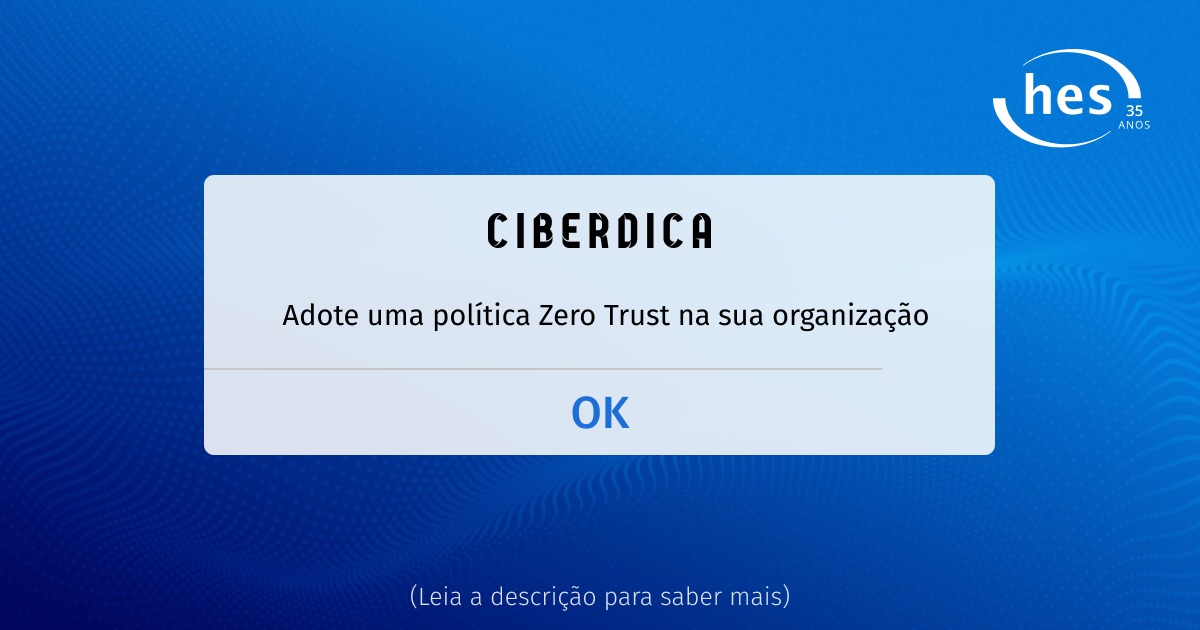 hes
35
ANOS
CIBERDICA
Adote uma política Zero Trust na sua organização
OK
(Leia a descrição para saber mais)